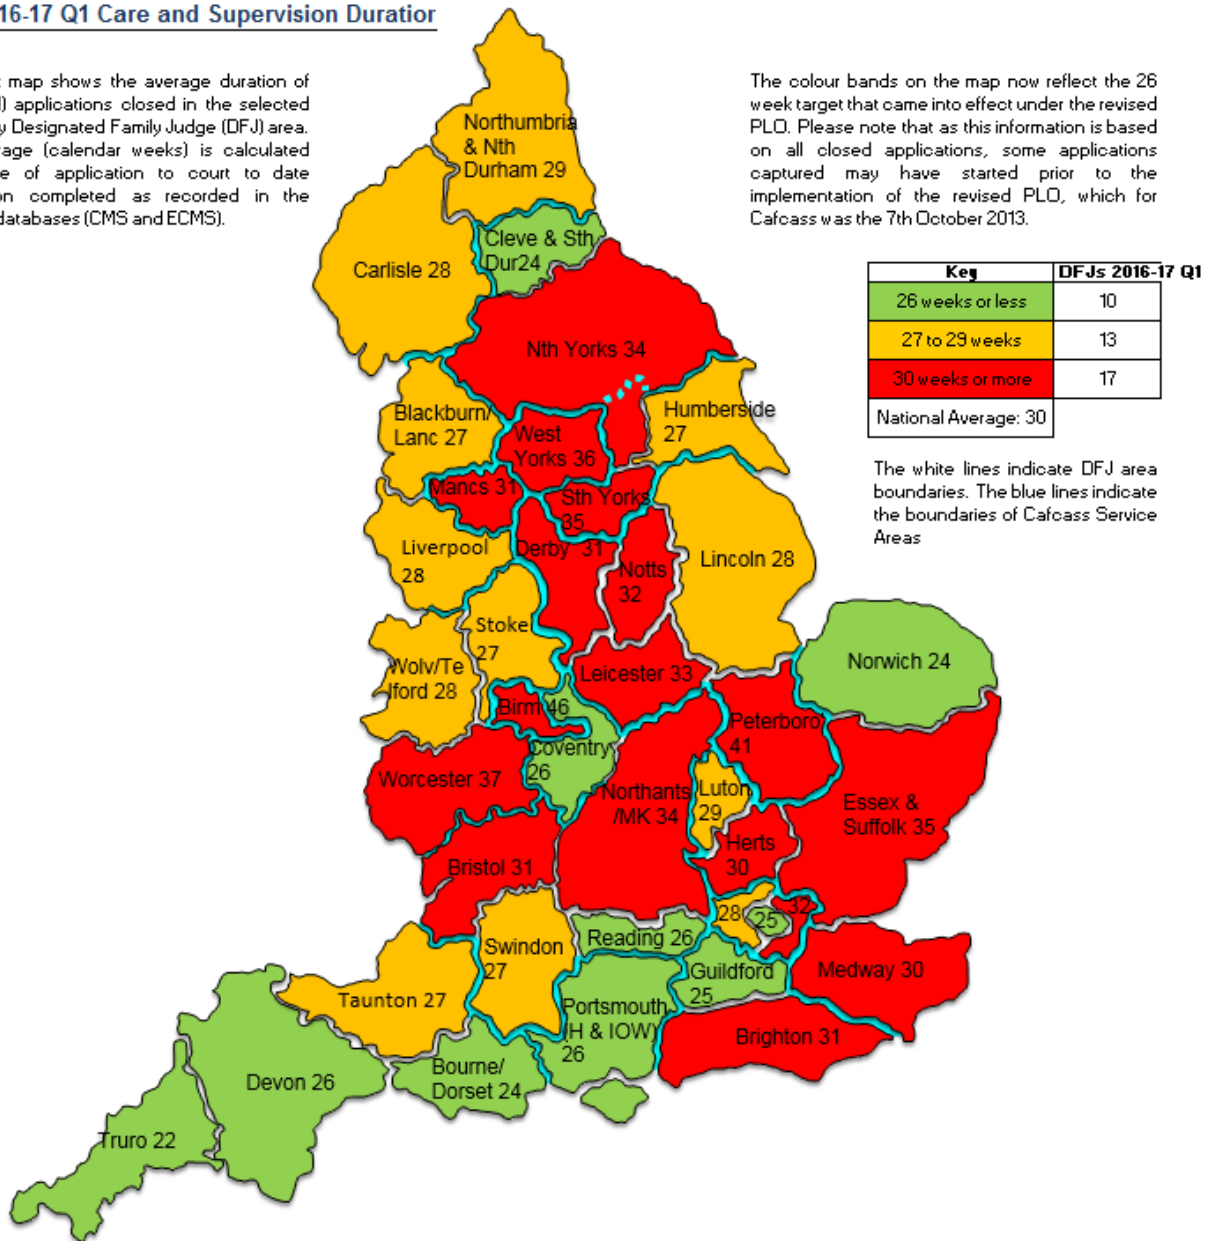 16-17 Q1 Care and Supervision Duration
map shows the average duration of
applications closed in the selected
Designated Family Judge (DFJ) area.
(calendar weeks) is calculated
of application to court to date
completed as recorded in the
databases (CMS and ECMS).
The colour bands on the map now reflect the 26
week target that came into effect under the revised
PLO. Please note that as this information is based
on all closed applications, some applications
captured may have started prior to the
implementation of the revised PLO, which for
Cafcass was the 7th October 2013.
Key DFJs 2016-17 Q1
26 weeks or less 10
27 to 29 weeks 13
30 weeks or more 17
National Average: 30
The white lines indicate DFJ area
boundaries. The blue lines indicate
the boundaries of Cafcass Service
Areas
Northumbria
& Nth
Durham 29
Cleve & Sth
Dur24
Carlisle 28
Nth Yorks 34
Blackburn/
Lanc 27
Humberside
27
West
Yorks 36
Mancs 31
Sth Yorks
35
Liverpool
28
Derby 31
Notts
32
Lincoln 28
Stoke
27
Wolv/Te
lford 28
Leicester 33
Norwich 24
Birm 46
Peterboro
41
Coventry
26
Worcester 37
Northants
/MK 34
Luton
29
Essex &
Suffolk 35
Herts
30
Bristol 31
28
25
32
Reading 26
Swindon
27
Guildford
25
Medway 30
Taunton 27
Portsmouth
(H & IOW)
26
Brighton 31
Bourne/
Dorset 24
Devon 26
Truro 22